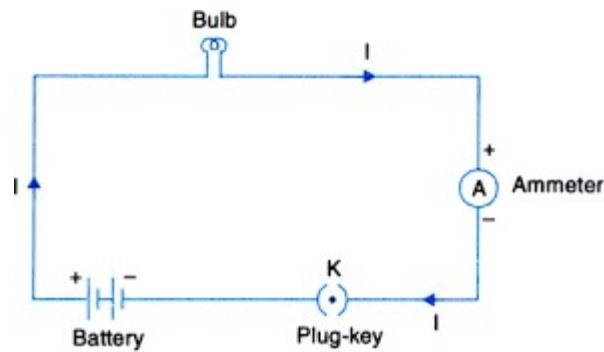 Bulb
I
I
+
A
Ammeter
–
+
–
K
I
Battery
Plug-key